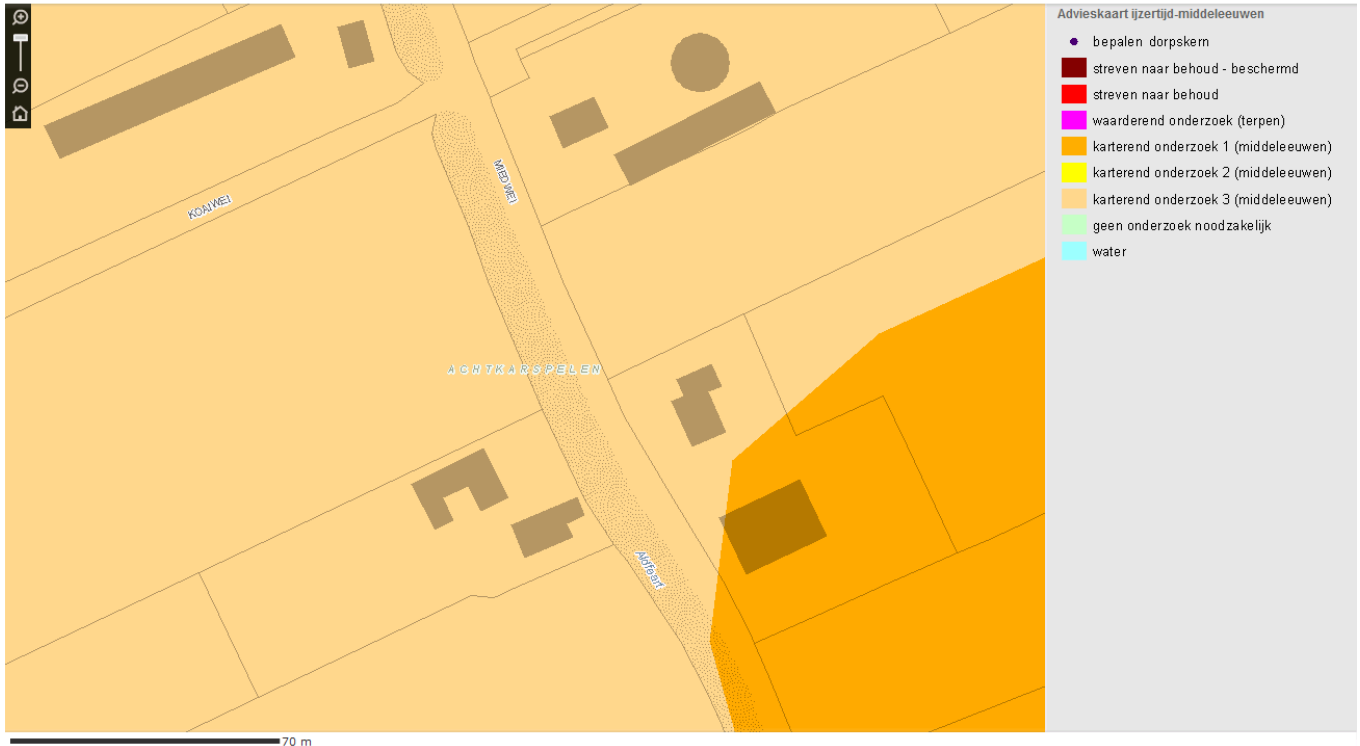 Advieskaart ijzertijd-middeleeuwen
bepalen dorpskern
streven naar behoud - beschermd
streven naar behoud
waarderend onderzoek (terpen)
karterend onderzoek 1 (middeleeuwen)
karterend onderzoek 2 (middeleeuwen)
karterend onderzoek 3 (middeleeuwen)
geen onderzoek noodzakelijk
water
MIEDWEI
KOAIWEI
ACHTKARSPELEN
Aldfeart
70 m